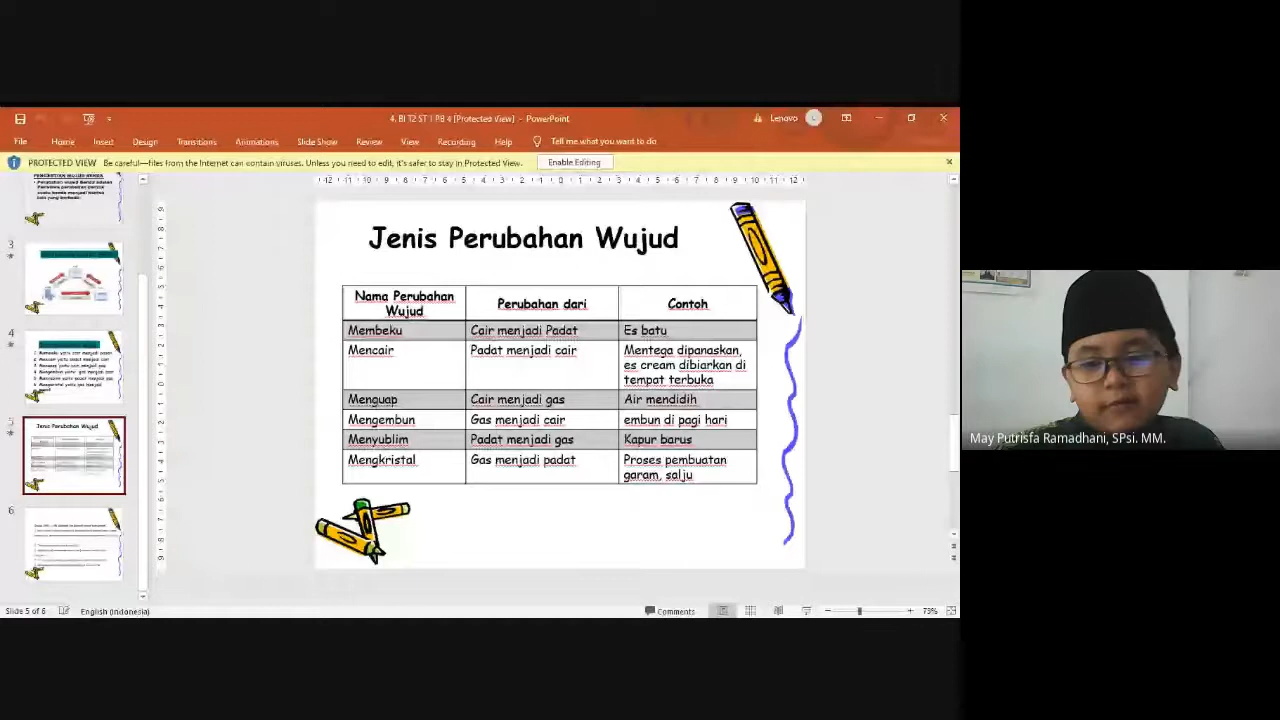 4. BI T2 ST 1 PB 4 [Protected View] - PowerPoint
Lenovo
L
File Home Insert Design Transitions Animations Slide Show Review View Recording Help Tell me what you want to do
PROTECTED VIEW Be careful—files from the Internet can contain viruses. Unless you need to edit, it's safer to stay in Protected View. Enable Editing
3
4
5
6
Jenis Perubahan Wujud
Jenis Perubahan Wujud
Nama Perubahan Wujud Perubahan dari Contoh
Membeku Cair menjadi Padat Es batu
Mencair Padat menjadi cair Mentega dipanaskan,
es cream dibiarkan di
tempat terbuka
Menguap Cair menjadi gas Air mendidih
Mengembun Gas menjadi cair embun di pagi hari
Menyublim Padat menjadi gas Kapur barus
Mengkristal Gas menjadi padat Proses pembuatan
garam, salju
May Putrisfa Ramadhani, SPsi. MM.
Slide 5 of 6 English (Indonesia) Comments 73%